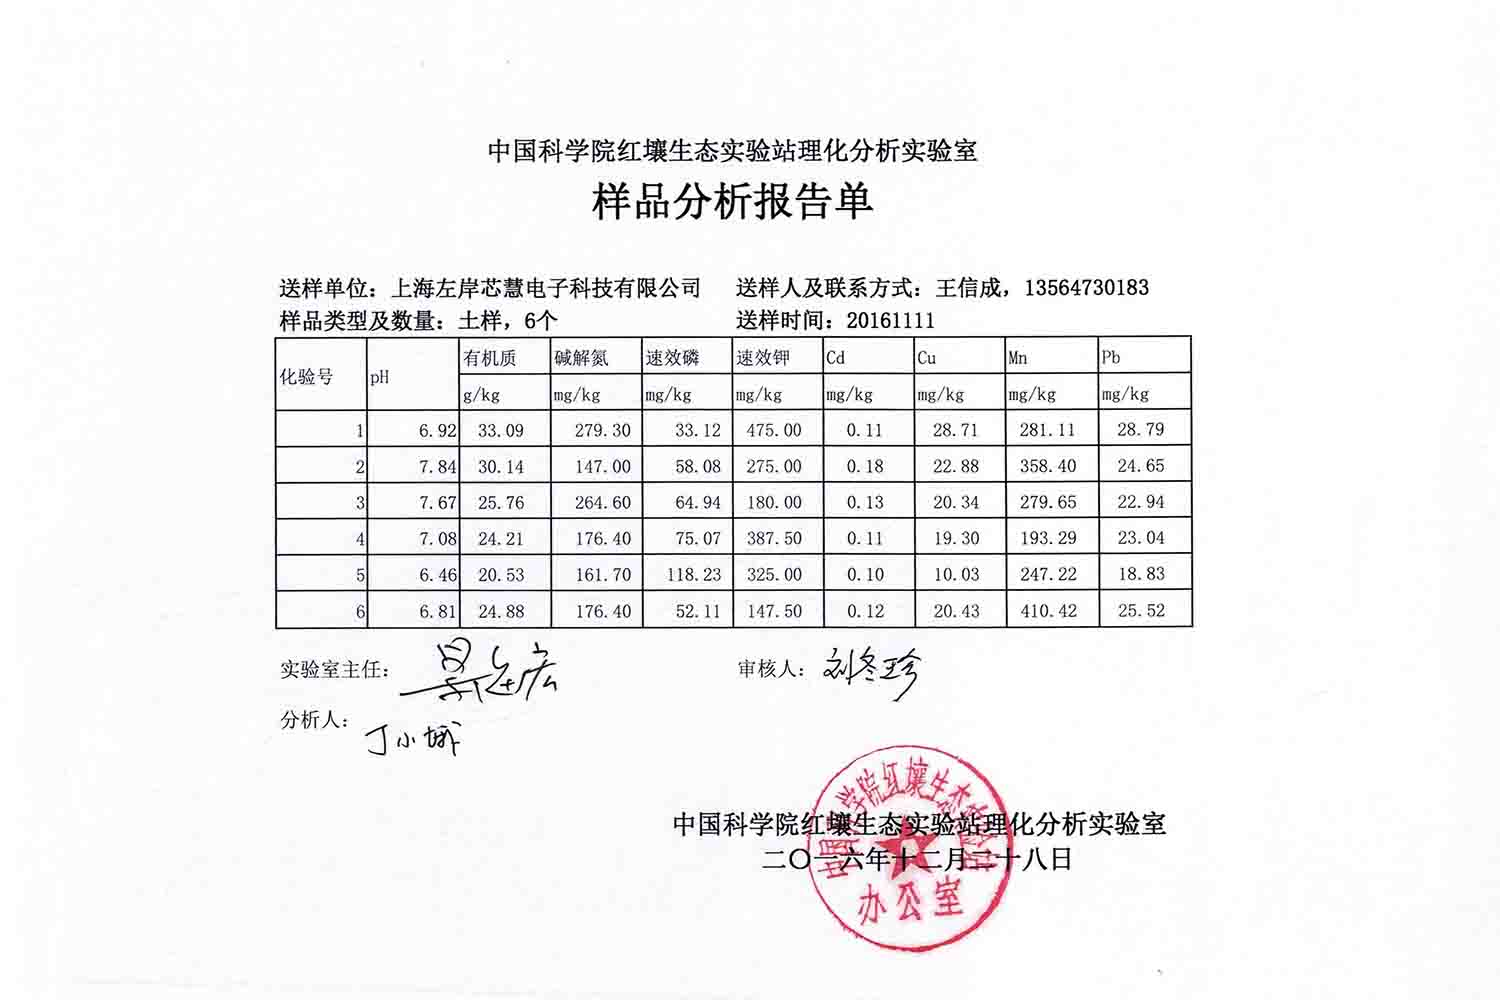 中国科学院红壤生态实验站理化分析实验室
样品分析报告单
送样单位：上海左岸芯慧电子科技有限公司 送样人及联系方式：王信成，13564730183
样品类型及数量：土样，6个 送样时间：20161111
化验号 pH 有机质 碱解氮 速效磷 速效钾 Cd Cu Mn Pb
g/kg mg/kg mg/kg mg/kg mg/kg mg/kg mg/kg mg/kg
1 6.92 33.09 279.30 33.12 475.00 0.11 28.71 281.11 28.79
2 7.84 30.14 147.00 58.08 275.00 0.18 22.88 358.40 24.65
3 7.67 25.76 264.60 64.94 180.00 0.13 20.34 279.65 22.94
4 7.08 24.21 176.40 75.07 387.50 0.11 19.30 193.29 23.04
5 6.46 20.53 161.70 118.23 325.00 0.10 10.03 247.22 18.83
6 6.81 24.88 176.40 52.11 147.50 0.12 20.43 410.42 25.52
实验室主任： 审核人：刘冬珍
分析人：
丁小
中国科学院红壤生态实验站理化分析实验室
二〇一六年十二月二十八日
中国科学院红壤生态实验站
办公室